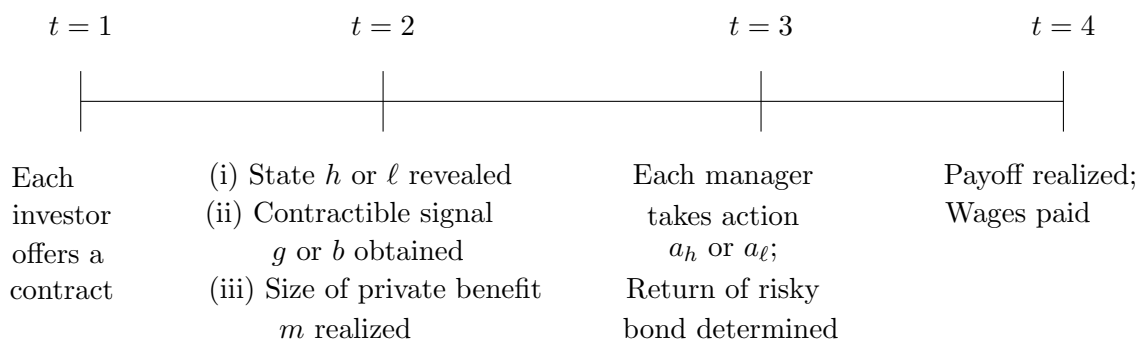 t = 1
t = 2
t = 3
t = 4
Each
investor
offers a
contract
(i) State h or ℓ revealed
(ii) Contractible signal
g or b obtained
(iii) Size of private benefit
m realized
Each manager
takes action
a_h or a_ℓ;
Return of risky
bond determined
Payoff realized;
Wages paid